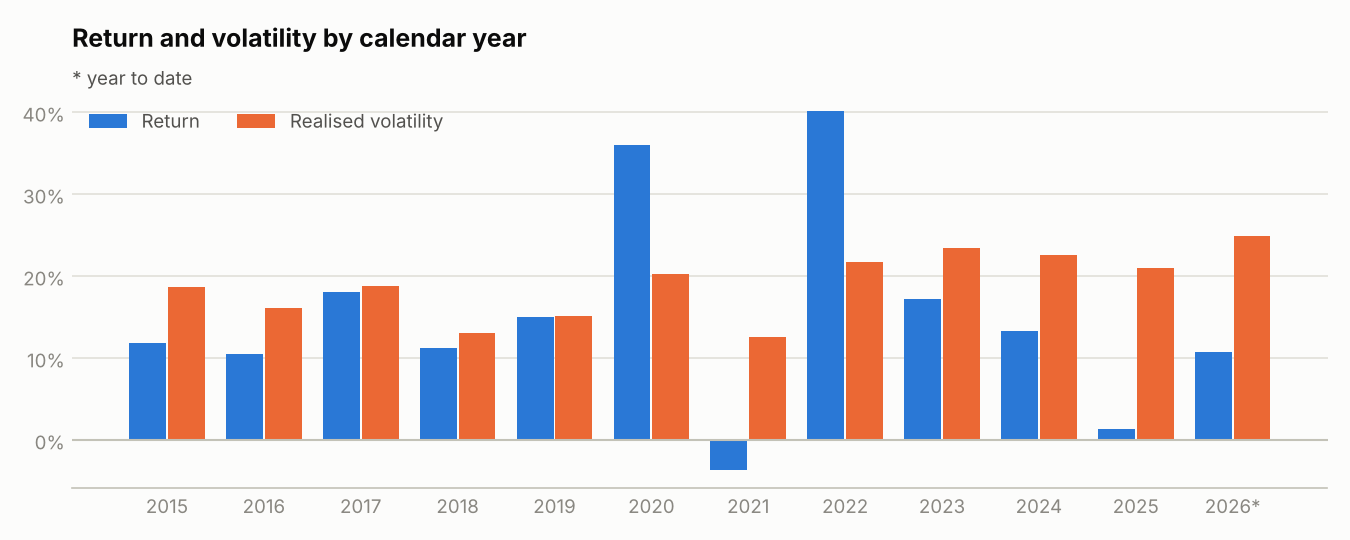 Return and volatility by calendar year
* year to date
Return Realised volatility
40%
30%
20%
10%
0%
2015 2016 2017 2018 2019 2020 2021 2022 2023 2024 2025 2026*